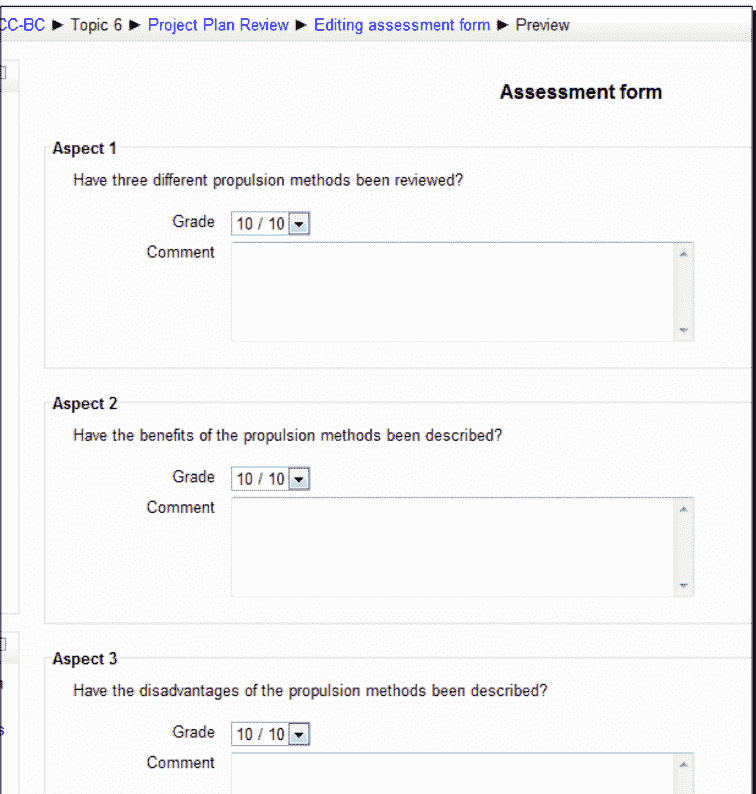 CC-BC ► Topic 6 ► Project Plan Review ► Editing assessment form ► Preview
Assessment form
Aspect 1
Have three different propulsion methods been reviewed?
Grade 10 / 10
Comment
Aspect 2
Have the benefits of the propulsion methods been described?
Grade 10 / 10
Comment
Aspect 3
Have the disadvantages of the propulsion methods been described?
Grade 10 / 10
Comment